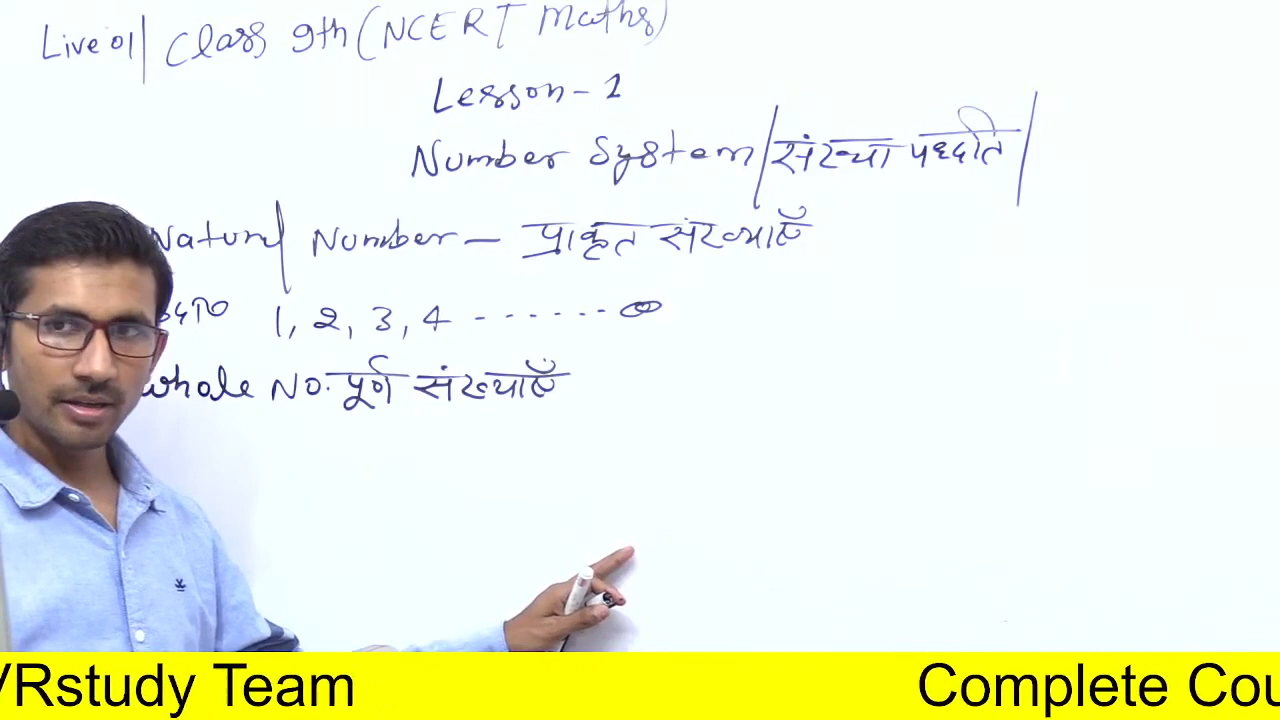 Live 01| Class 9th (NCERT Maths)
Lesson - 1
Number System | संख्या पद्धति |
Natural Number - प्राकृत संख्याएँ
1, 2, 3, 4 - - - - - - ∞
Whole No. पूर्ण संख्याएँ
VRstudy Team Complete Cou